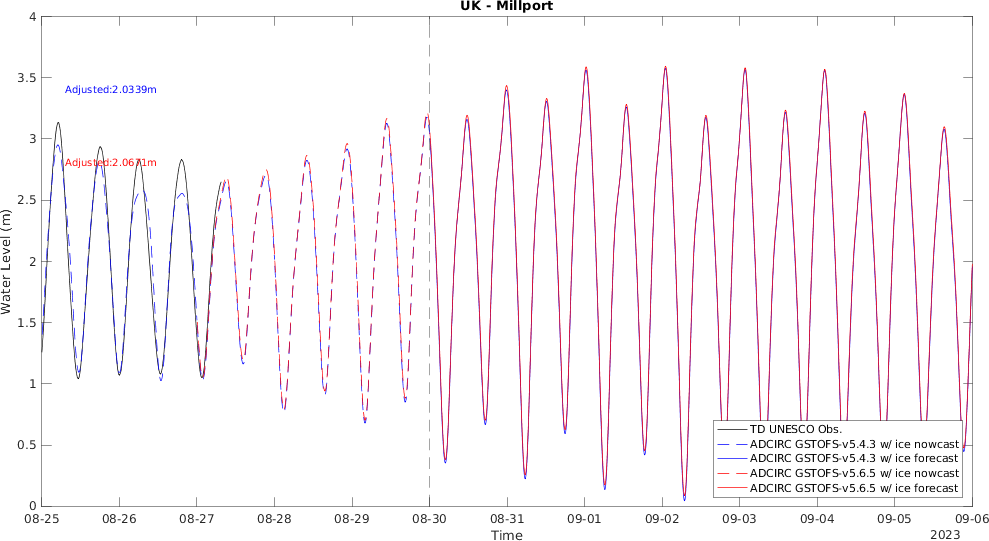 UK - Millport
4
3.5
3
2.5
2
1.5
1
0.5
0
Water Level (m)
Adjusted:2.0339m
Adjusted:2.0671m
TD UNESCO Obs.
ADCIRC GSTOFS-v5.4.3 w/ ice nowcast
ADCIRC GSTOFS-v5.4.3 w/ ice forecast
ADCIRC GSTOFS-v5.6.5 w/ ice nowcast
ADCIRC GSTOFS-v5.6.5 w/ ice forecast
08-25 08-26 08-27 08-28 08-29 08-30 08-31 09-01 09-02 09-03 09-04 09-05 09-06
Time
2023